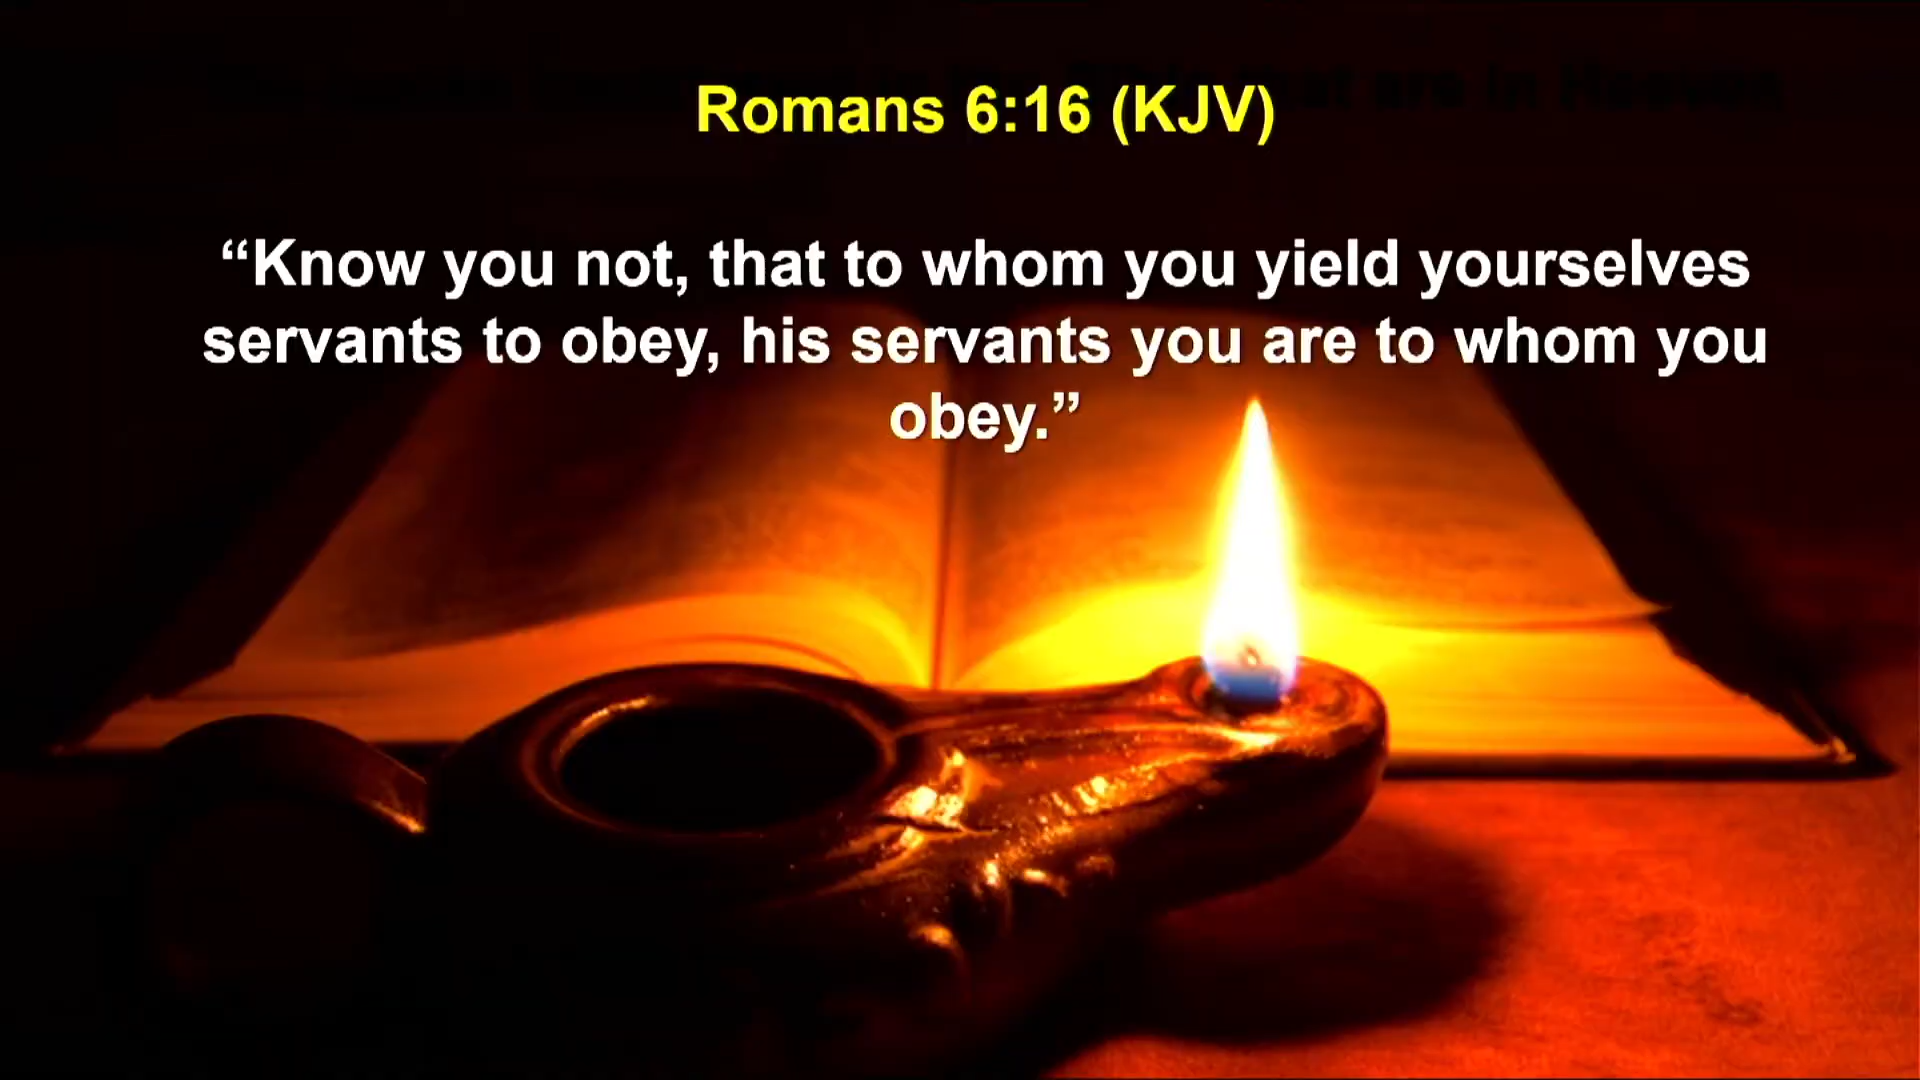 Romans 6:16 (KJV)
“Know you not, that to whom you yield yourselves
servants to obey, his servants you are to whom you
obey.”